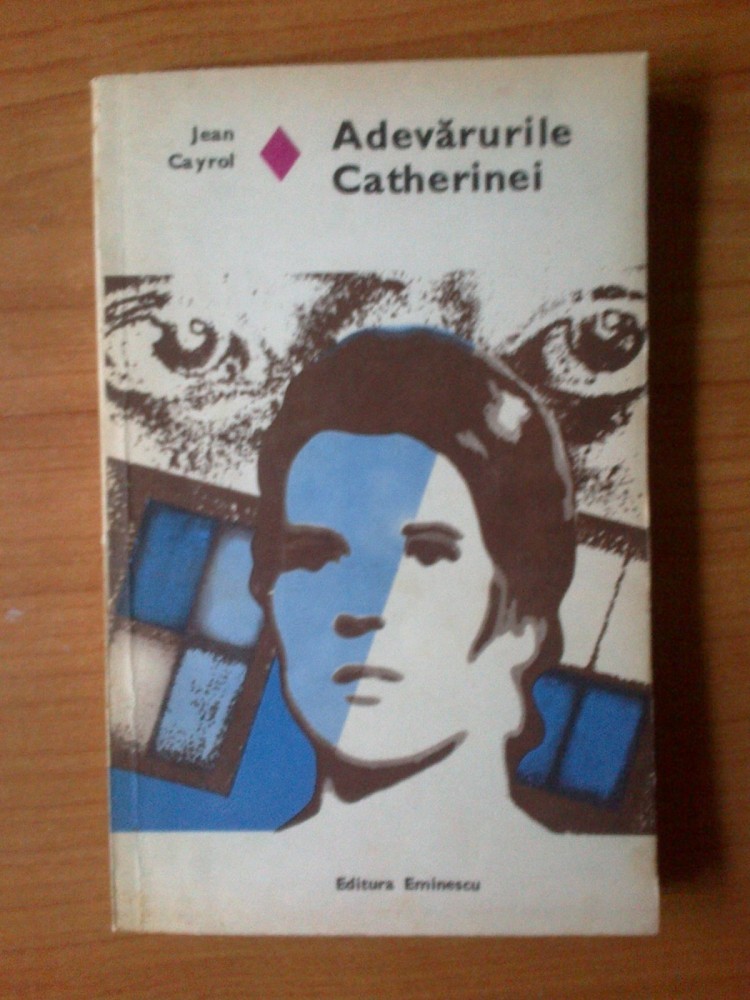 Jean
Cayrol
Adevărurile
Catherinei
Editura Eminescu